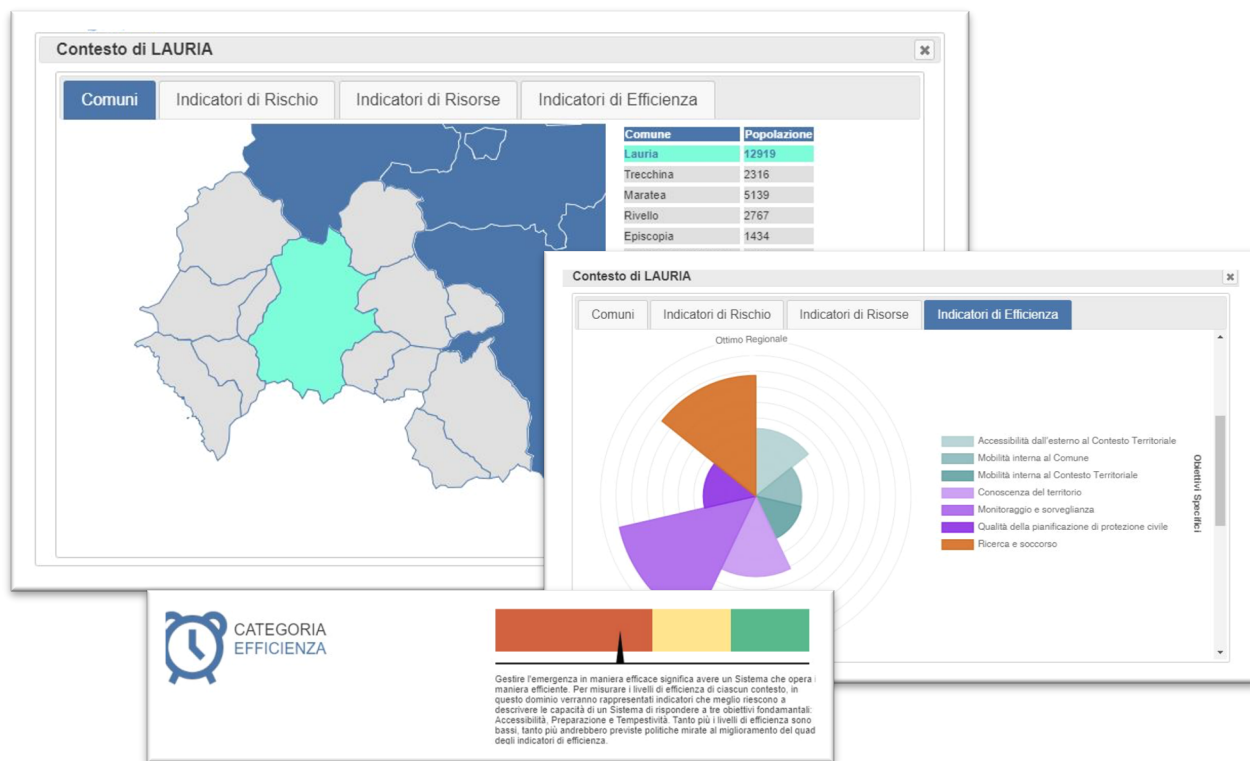 Contesto di LAURIA
Comuni Indicatori di Rischio Indicatori di Risorse Indicatori di Efficienza
Comune Popolazione
Lauria 12919
Trecchina 2316
Maratea 5139
Rivello 2767
Episcopia 1434
Contesto di LAURIA
Comuni Indicatori di Rischio Indicatori di Risorse Indicatori di Efficienza
Ottimo Regionale
Accessibilità dall'esterno al Contesto Territoriale
Mobilità interna al Comune
Mobilità interna al Contesto Territoriale
Conoscenza del territorio
Monitoraggio e sorveglianza
Qualità della pianificazione di protezione civile
Ricerca e soccorso
Obiettivi Specifici
CATEGORIA
EFFICIENZA
Gestire l'emergenza in maniera efficace significa avere un Sistema che opera
maniera efficiente. Per misurare i livelli di efficienza di ciascun contesto, in
questo dominio verranno rappresentati indicatori che meglio riescono a
descrivere le capacità di un Sistema di rispondere a tre obiettivi fondamantali:
Accessibilità, Preparazione e Tempestività. Tanto più i livelli di efficienza sono
bassi, tanto più andrebbero previste politiche mirate al miglioramento del quad
degli indicatori di efficienza.